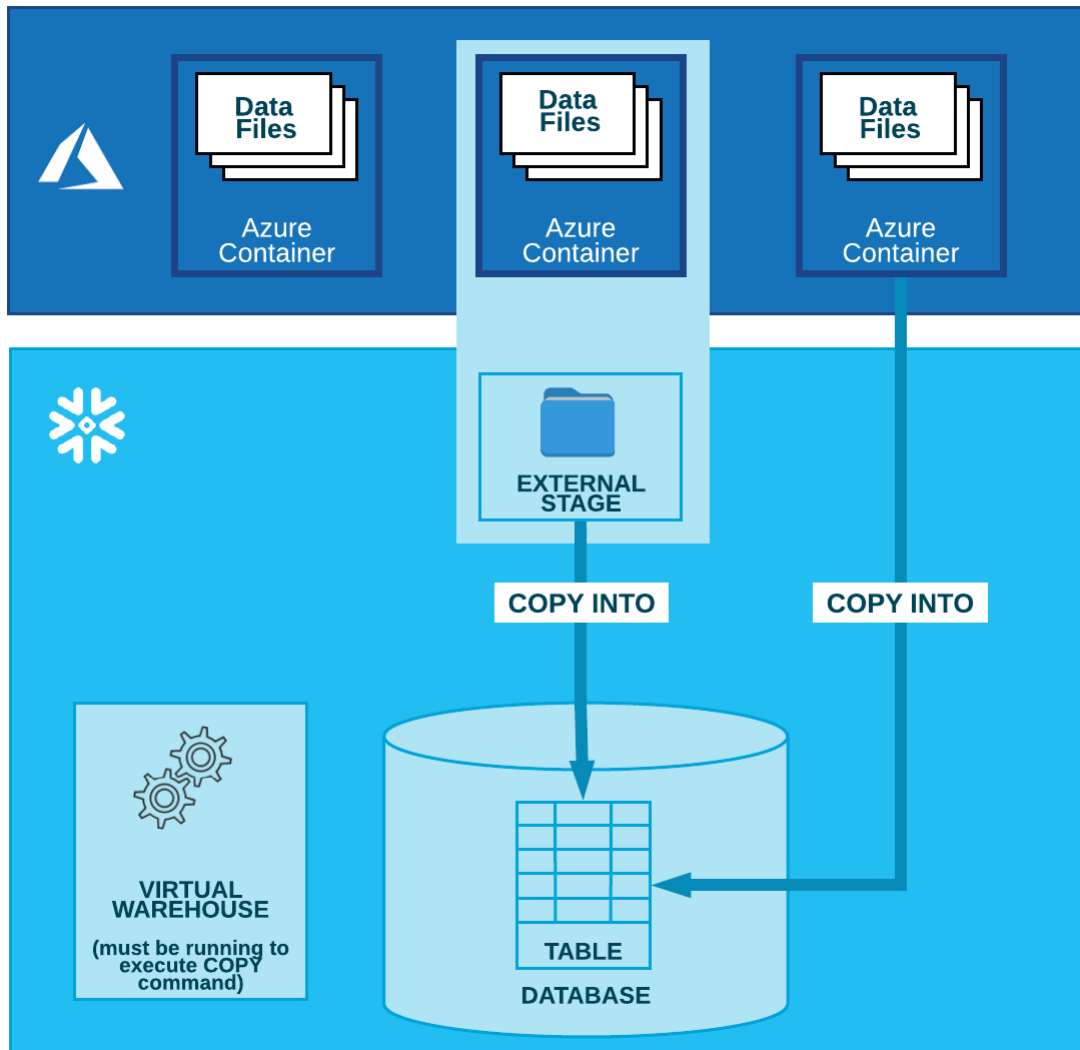 Data
Files
Data
Files
Data
Files
Azure
Container
Azure
Container
Azure
Container
EXTERNAL
STAGE
COPY INTO
COPY INTO
VIRTUAL
WAREHOUSE
(must be running to
execute COPY
command)
TABLE
DATABASE